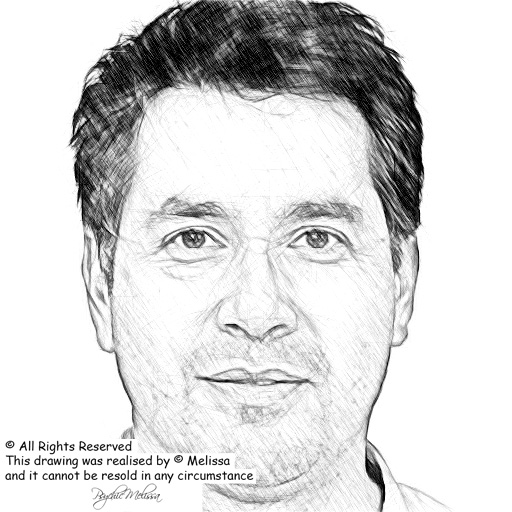 © All Rights Reserved
This drawing was realised by © Melissa
and it cannot be resold in any circumstance
Psychic Melissa